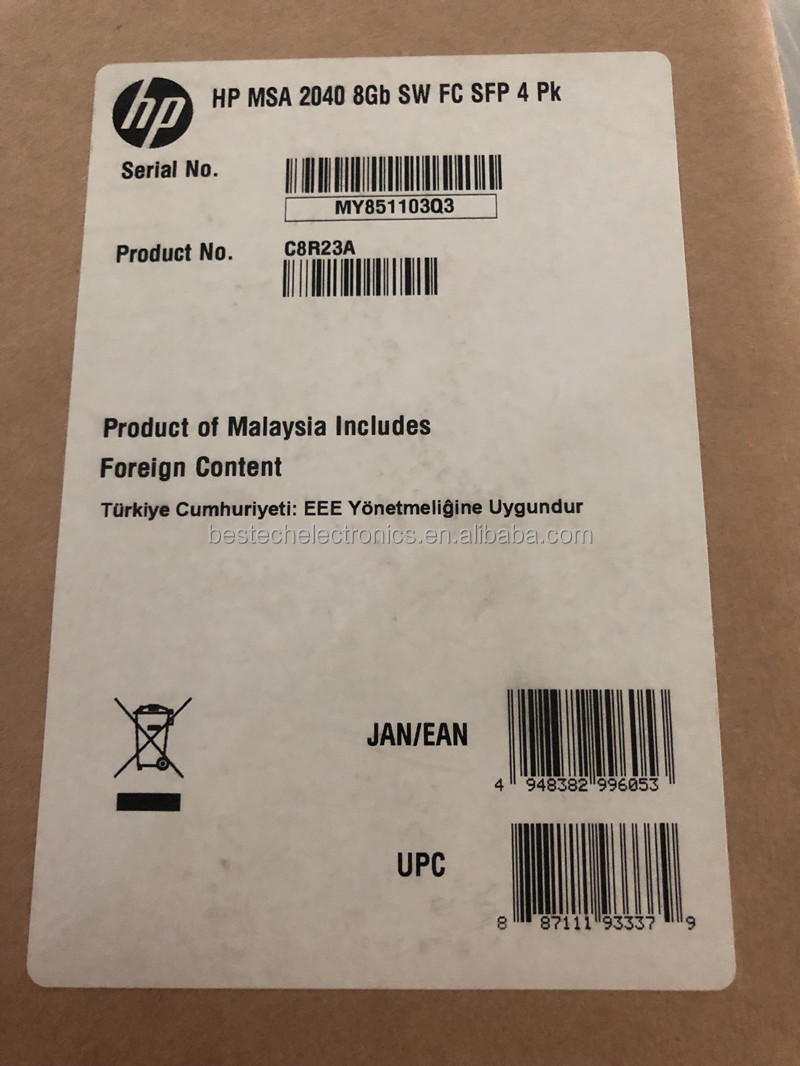 hp
HP MSA 2040 8Gb SW FC SFP 4 Pk
Serial No.
MY851103Q3
Product No.
C8R23A
Product of Malaysia Includes
Foreign Content
Türkiye Cumhuriyeti: EEE Yönetmeliĝine Uygundur
bestechelectronics.en.alibaba.com
JAN/EAN
4 948382 996053
UPC
8 87111 93337 9